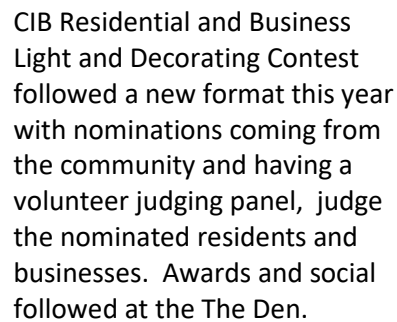 CIB Residential and Business
Light and Decorating Contest
followed a new format this year
with nominations coming from
the community and having a
volunteer judging panel,  judge
the nominated residents and
businesses.  Awards and social
followed at the The Den.